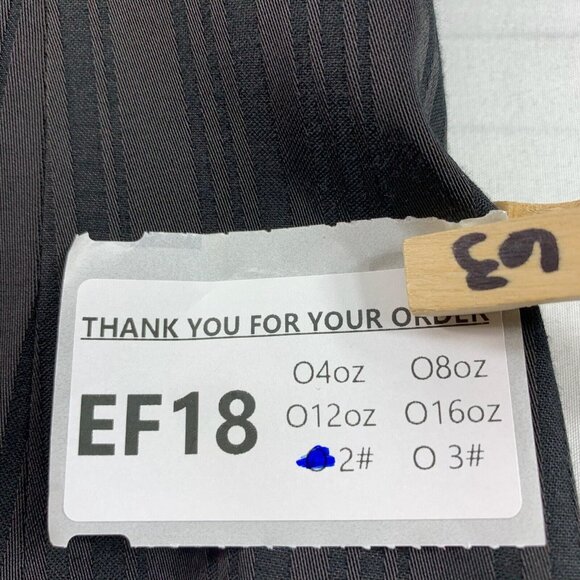 63
THANK YOU FOR YOUR ORDER
EF18
O4oz O8oz
O12oz O16oz
2# O 3#